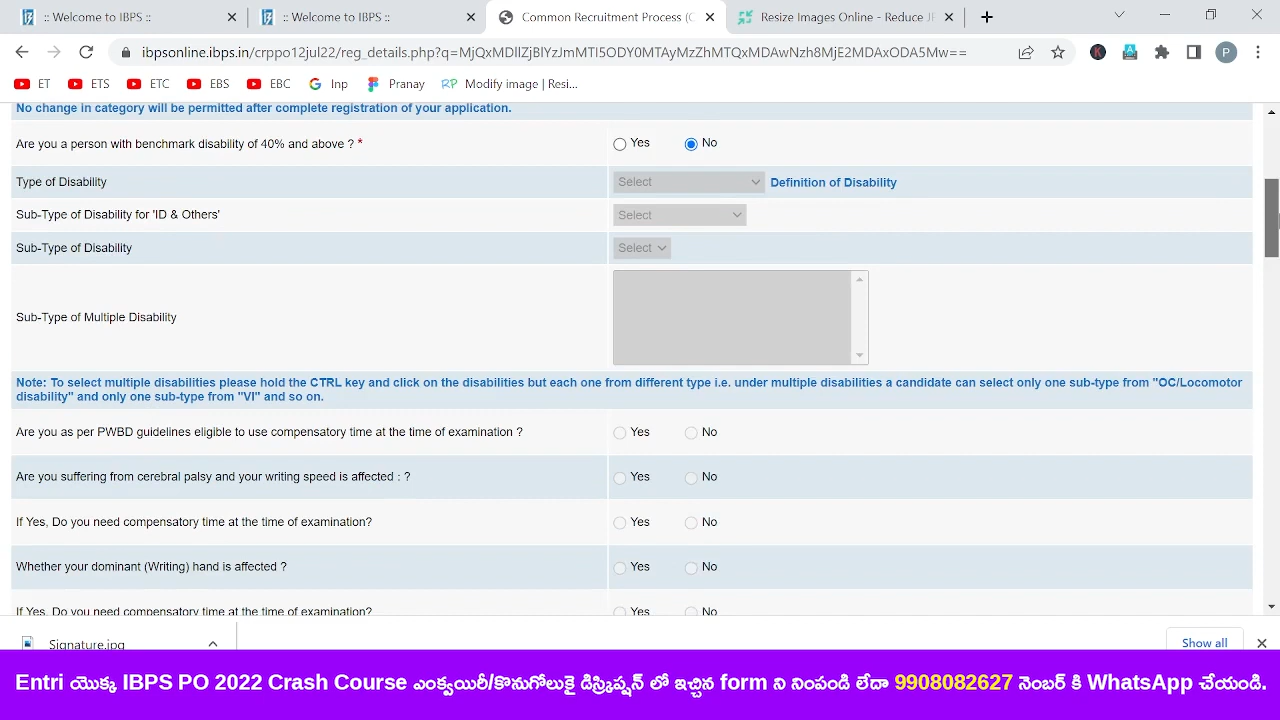 :: Welcome to IBPS ::
:: Welcome to IBPS ::
Common Recruitment Process (C
Resize Images Online - Reduce JP
ibpsonline.ibps.in/crppo12jul22/reg_details.php?q=MjQxMDllZjBlYzJmMTI5ODY0MTAyMzZhMTQxMDAwNzh8MjE2MDAxODA5Mw==
P
ET
ETS
ETC
EBS
EBC
Inp
Pranay
RP Modify image | Resi...
No change in category will be permitted after complete registration of your application.
Are you a person with benchmark disability of 40% and above ? *
Yes No
Type of Disability
Select Definition of Disability
Sub-Type of Disability for 'ID & Others'
Select
Sub-Type of Disability
Select
Sub-Type of Multiple Disability
Note: To select multiple disabilities please hold the CTRL key and click on the disabilities but each one from different type i.e. under multiple disabilities a candidate can select only one sub-type from "OC/Locomotor
disability" and only one sub-type from "VI" and so on.
Are you as per PWBD guidelines eligible to use compensatory time at the time of examination ?
Yes No
Are you suffering from cerebral palsy and your writing speed is affected : ?
Yes No
If Yes, Do you need compensatory time at the time of examination?
Yes No
Whether your dominant (Writing) hand is affected ?
Yes No
If Yes, Do you need compensatory time at the time of examination?
Yes No
Signature.jpg
Show all
Entri యొక్క IBPS PO 2022 Crash Course ఎంక్వయిరీ/కొనుగోలుకై డిస్క్రిప్షన్ లో ఇచ్చిన form ని నింపండి లేదా 9908082627 నెంబర్ కి WhatsApp చేయండి.